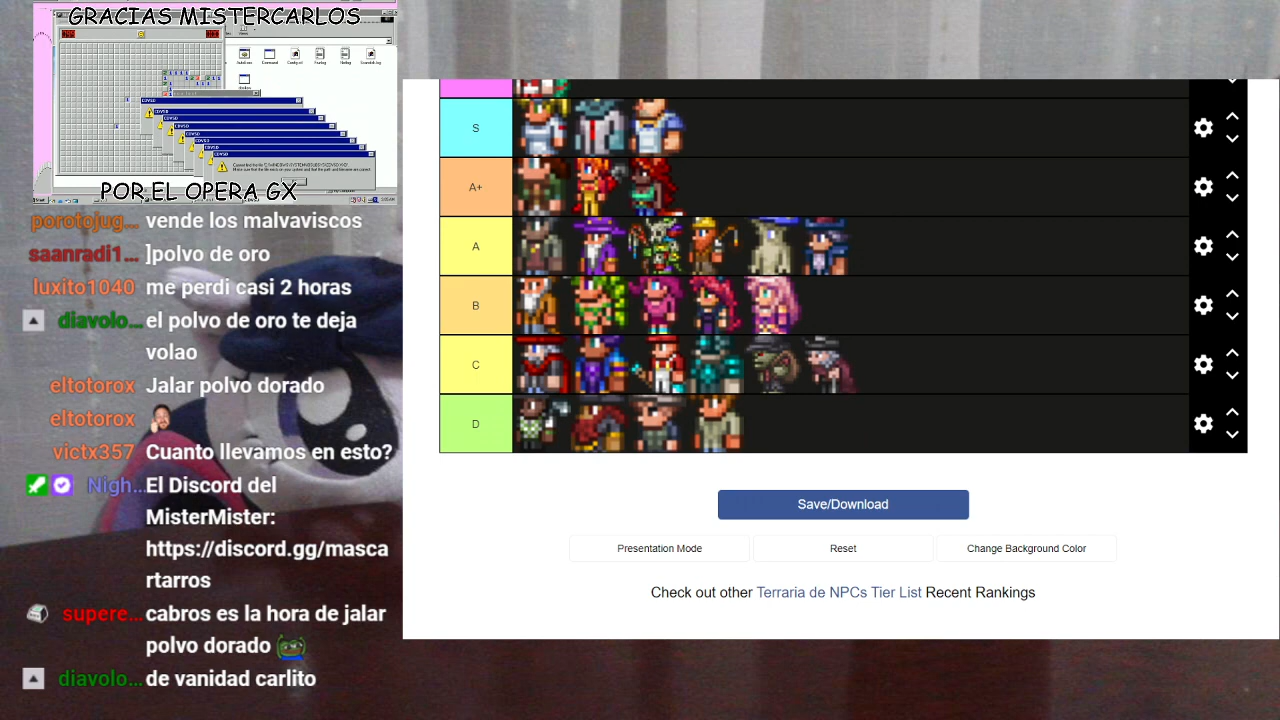 GRACIAS MISTERCARLOS
POR EL OPERA GX
porotojug... vende los malvaviscos
saanradi1... ]polvo de oro
luxito1040 me perdi casi 2 horas
diavolo... el polvo de oro te deja
volao
eltotorox Jalar polvo dorado
eltotorox
victx357 Cuanto llevamos en esto?
Nigh... El Discord del
MisterMister:
https://discord.gg/masca
rtarros
supere... cabros es la hora de jalar
polvo dorado
diavolo... de vanidad carlito
S
A+
A
B
C
D
Save/Download
Presentation Mode
Reset
Change Background Color
Check out other Terraria de NPCs Tier List Recent Rankings